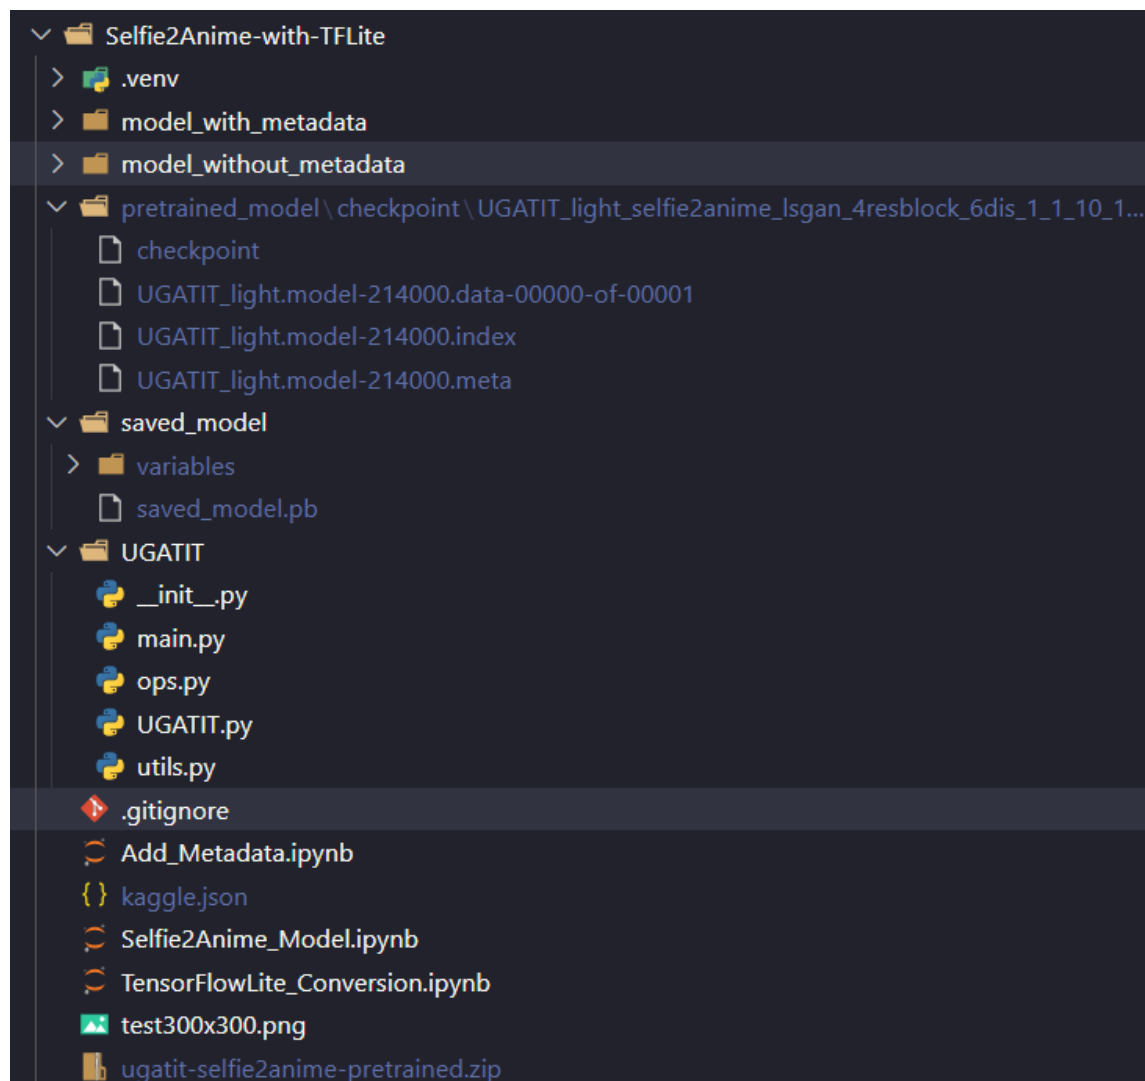 Selfie2Anime-with-TFLite
.venv
model_with_metadata
model_without_metadata
pretrained_model\checkpoint\UGATIT_light_selfie2anime_lsgan_4resblock_6dis_1_1_10_1...
checkpoint
UGATIT_light.model-214000.data-00000-of-00001
UGATIT_light.model-214000.index
UGATIT_light.model-214000.meta
saved_model
variables
saved_model.pb
UGATIT
__init__.py
main.py
ops.py
UGATIT.py
utils.py
.gitignore
Add_Metadata.ipynb
kaggle.json
Selfie2Anime_Model.ipynb
TensorFlowLite_Conversion.ipynb
test300x300.png
ugatit-selfie2anime-pretrained.zip